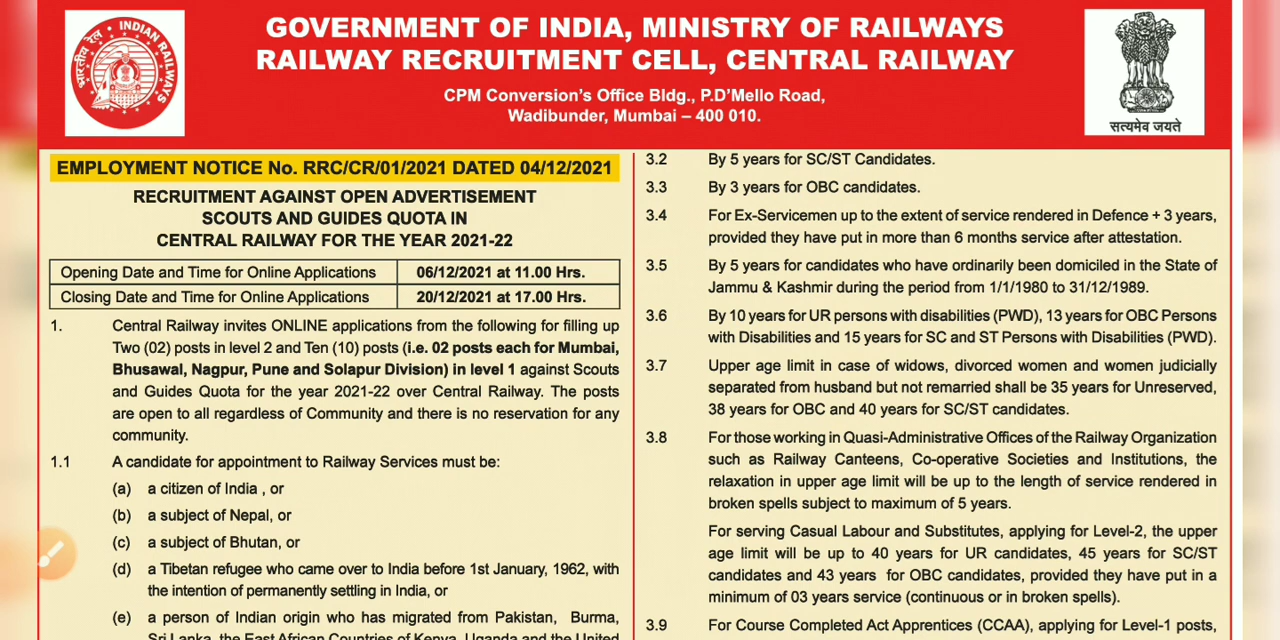 भारतीय रेल INDIAN RAILWAYS
GOVERNMENT OF INDIA, MINISTRY OF RAILWAYS
RAILWAY RECRUITMENT CELL, CENTRAL RAILWAY
CPM Conversion's Office Bldg., P.D'Mello Road,
Wadibunder, Mumbai – 400 010.
सत्यमेव जयते
EMPLOYMENT NOTICE No. RRC/CR/01/2021 DATED 04/12/2021
RECRUITMENT AGAINST OPEN ADVERTISEMENT
SCOUTS AND GUIDES QUOTA IN
CENTRAL RAILWAY FOR THE YEAR 2021-22
Opening Date and Time for Online Applications 06/12/2021 at 11.00 Hrs.
Closing Date and Time for Online Applications 20/12/2021 at 17.00 Hrs.
1. Central Railway invites ONLINE applications from the following for filling up
Two (02) posts in level 2 and Ten (10) posts (i.e. 02 posts each for Mumbai,
Bhusawal, Nagpur, Pune and Solapur Division) in level 1 against Scouts
and Guides Quota for the year 2021-22 over Central Railway. The posts
are open to all regardless of Community and there is no reservation for any
community.
1.1 A candidate for appointment to Railway Services must be:
(a) a citizen of India , or
(b) a subject of Nepal, or
(c) a subject of Bhutan, or
(d) a Tibetan refugee who came over to India before 1st January, 1962, with
the intention of permanently settling in India, or
(e) a person of Indian origin who has migrated from Pakistan, Burma,
Sri Lanka, the East African Countries of Kenya, Uganda and the United
3.2 By 5 years for SC/ST Candidates.
3.3 By 3 years for OBC candidates.
3.4 For Ex-Servicemen up to the extent of service rendered in Defence + 3 years,
provided they have put in more than 6 months service after attestation.
3.5 By 5 years for candidates who have ordinarily been domiciled in the State of
Jammu & Kashmir during the period from 1/1/1980 to 31/12/1989.
3.6 By 10 years for UR persons with disabilities (PWD), 13 years for OBC Persons
with Disabilities and 15 years for SC and ST Persons with Disabilities (PWD).
3.7 Upper age limit in case of widows, divorced women and women judicially
separated from husband but not remarried shall be 35 years for Unreserved,
38 years for OBC and 40 years for SC/ST candidates.
3.8 For those working in Quasi-Administrative Offices of the Railway Organization
such as Railway Canteens, Co-operative Societies and Institutions, the
relaxation in upper age limit will be up to the length of service rendered in
broken spells subject to maximum of 5 years.
For serving Casual Labour and Substitutes, applying for Level-2, the upper
age limit will be up to 40 years for UR candidates, 45 years for SC/ST
candidates and 43 years for OBC candidates, provided they have put in a
minimum of 03 years service (continuous or in broken spells).
3.9 For Course Completed Act Apprentices (CCAA), applying for Level-1 posts,